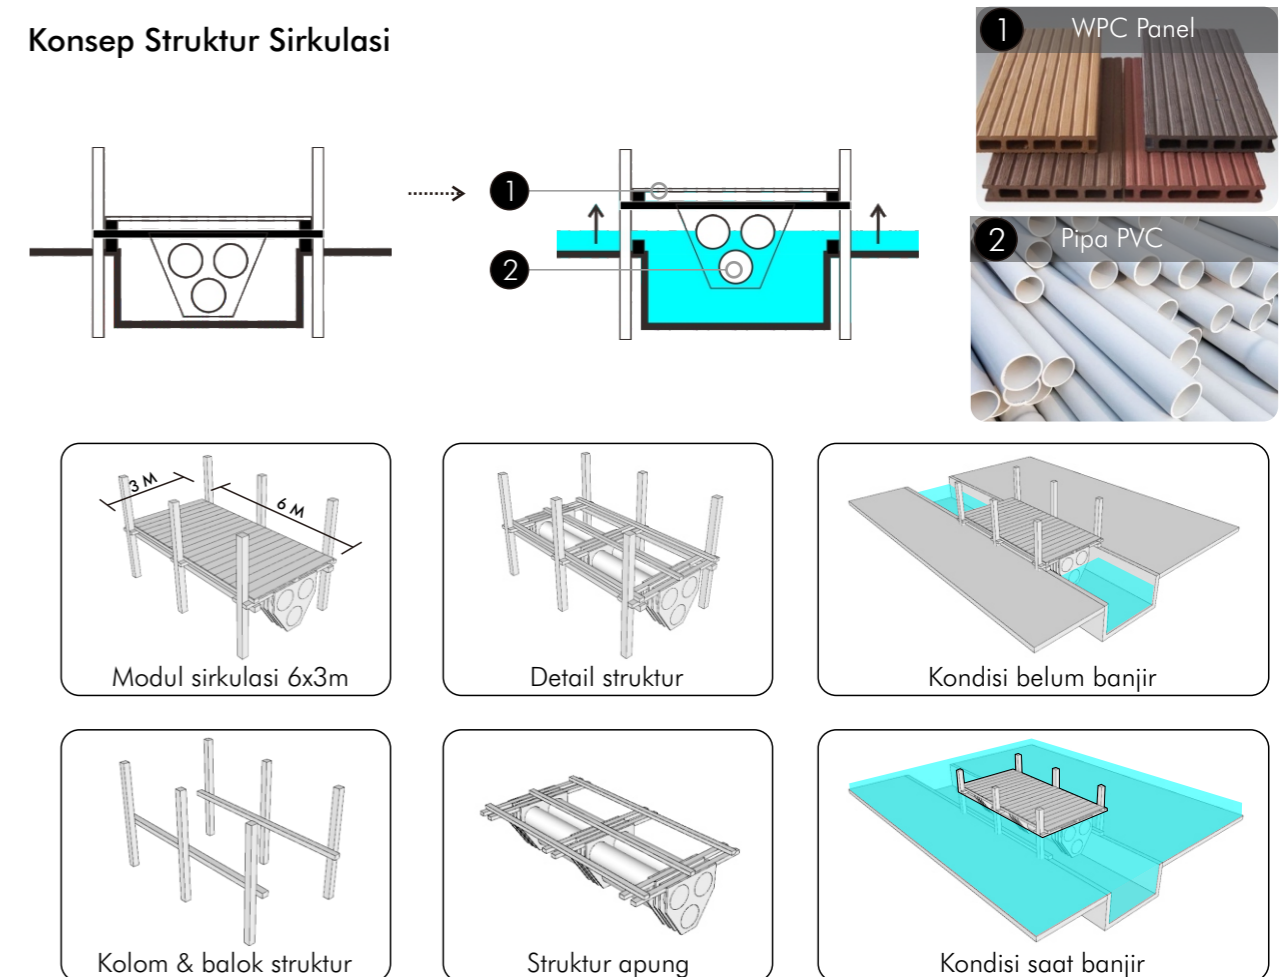 Konsep Struktur Sirkulasi
1
WPC Panel
1
2
2
Pipa PVC
3 M
6 M
Modul sirkulasi 6x3m
Detail struktur
Kondisi belum banjir
Kolom & balok struktur
Struktur apung
Kondisi saat banjir